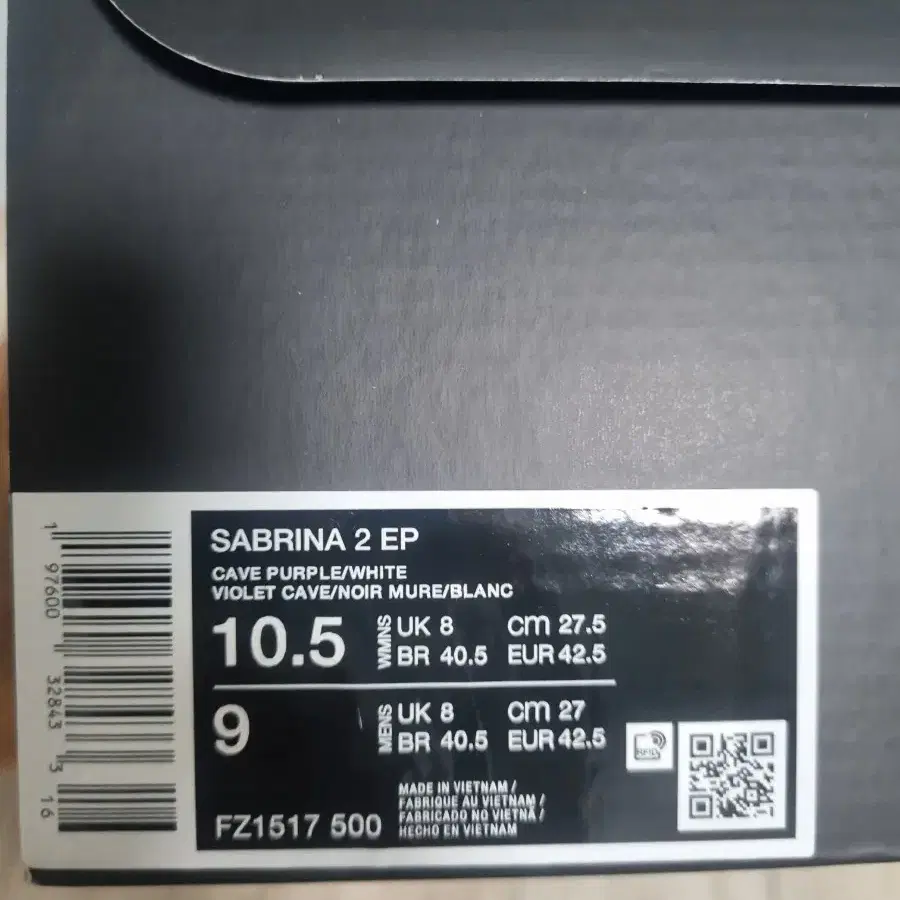 SABRINA 2 EP
CAVE PURPLE/WHITE
VIOLET CAVE/NOIR MURE/BLANC
10.5 WMNS UK 8 cm 27.5
BR 40.5 EUR 42.5
9 MENS UK 8 cm 27
BR 40.5 EUR 42.5
RFID
MADE IN VIETNAM /
FABRIQUE AU VIETNAM /
FABRICADO NO VIETNÃ /
HECHO EN VIETNAM
FZ1517 500
1 97600 32843 3 16